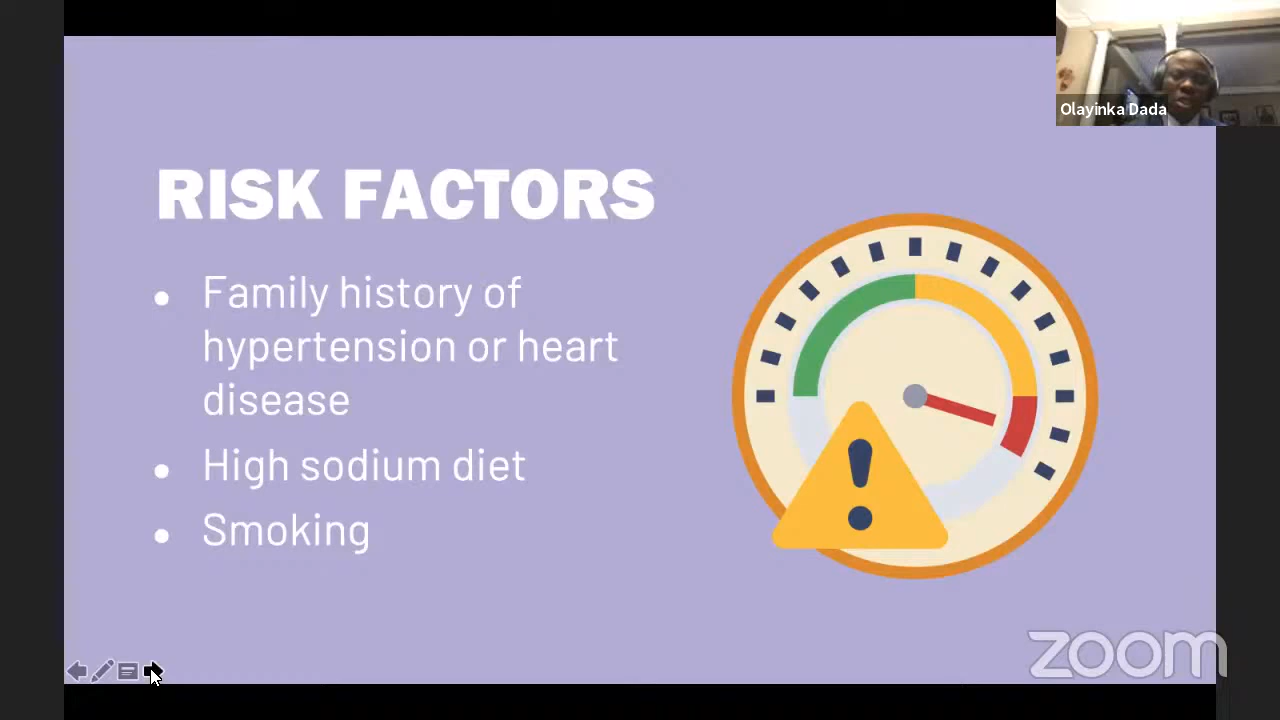 Olayinka Dada
RISK FACTORS
● Family history of
hypertension or heart
disease
● High sodium diet
● Smoking
zoom